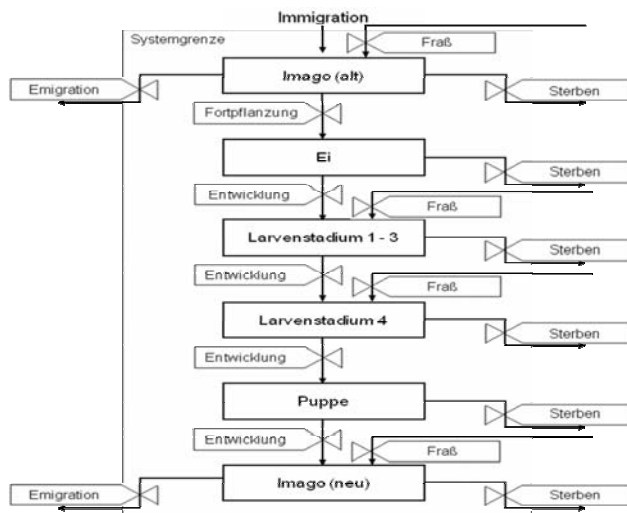 Immigration
Systemgrenze
Fraß
Imago (alt)
Emigration
Sterben
Fortpflanzung
Ei
Sterben
Entwicklung
Fraß
Larvenstadium 1 - 3
Sterben
Entwicklung
Fraß
Larvenstadium 4
Sterben
Entwicklung
Puppe
Sterben
Entwicklung
Fraß
Imago (neu)
Emigration
Sterben